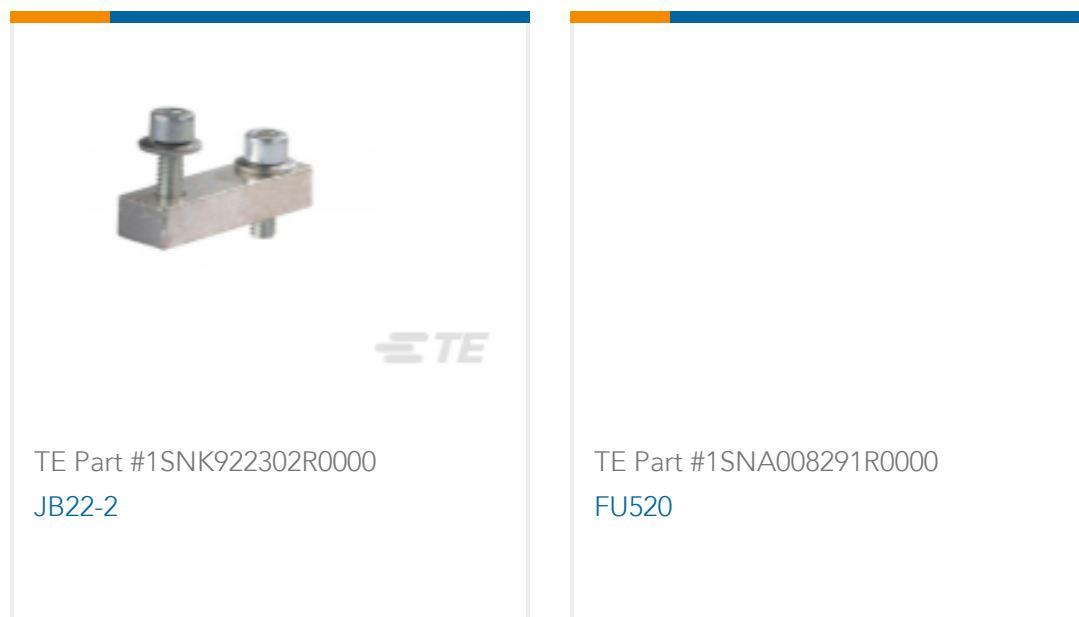 TE
TE Part #1SNK922302R0000
JB22-2
TE Part #1SNA008291R0000
FU520